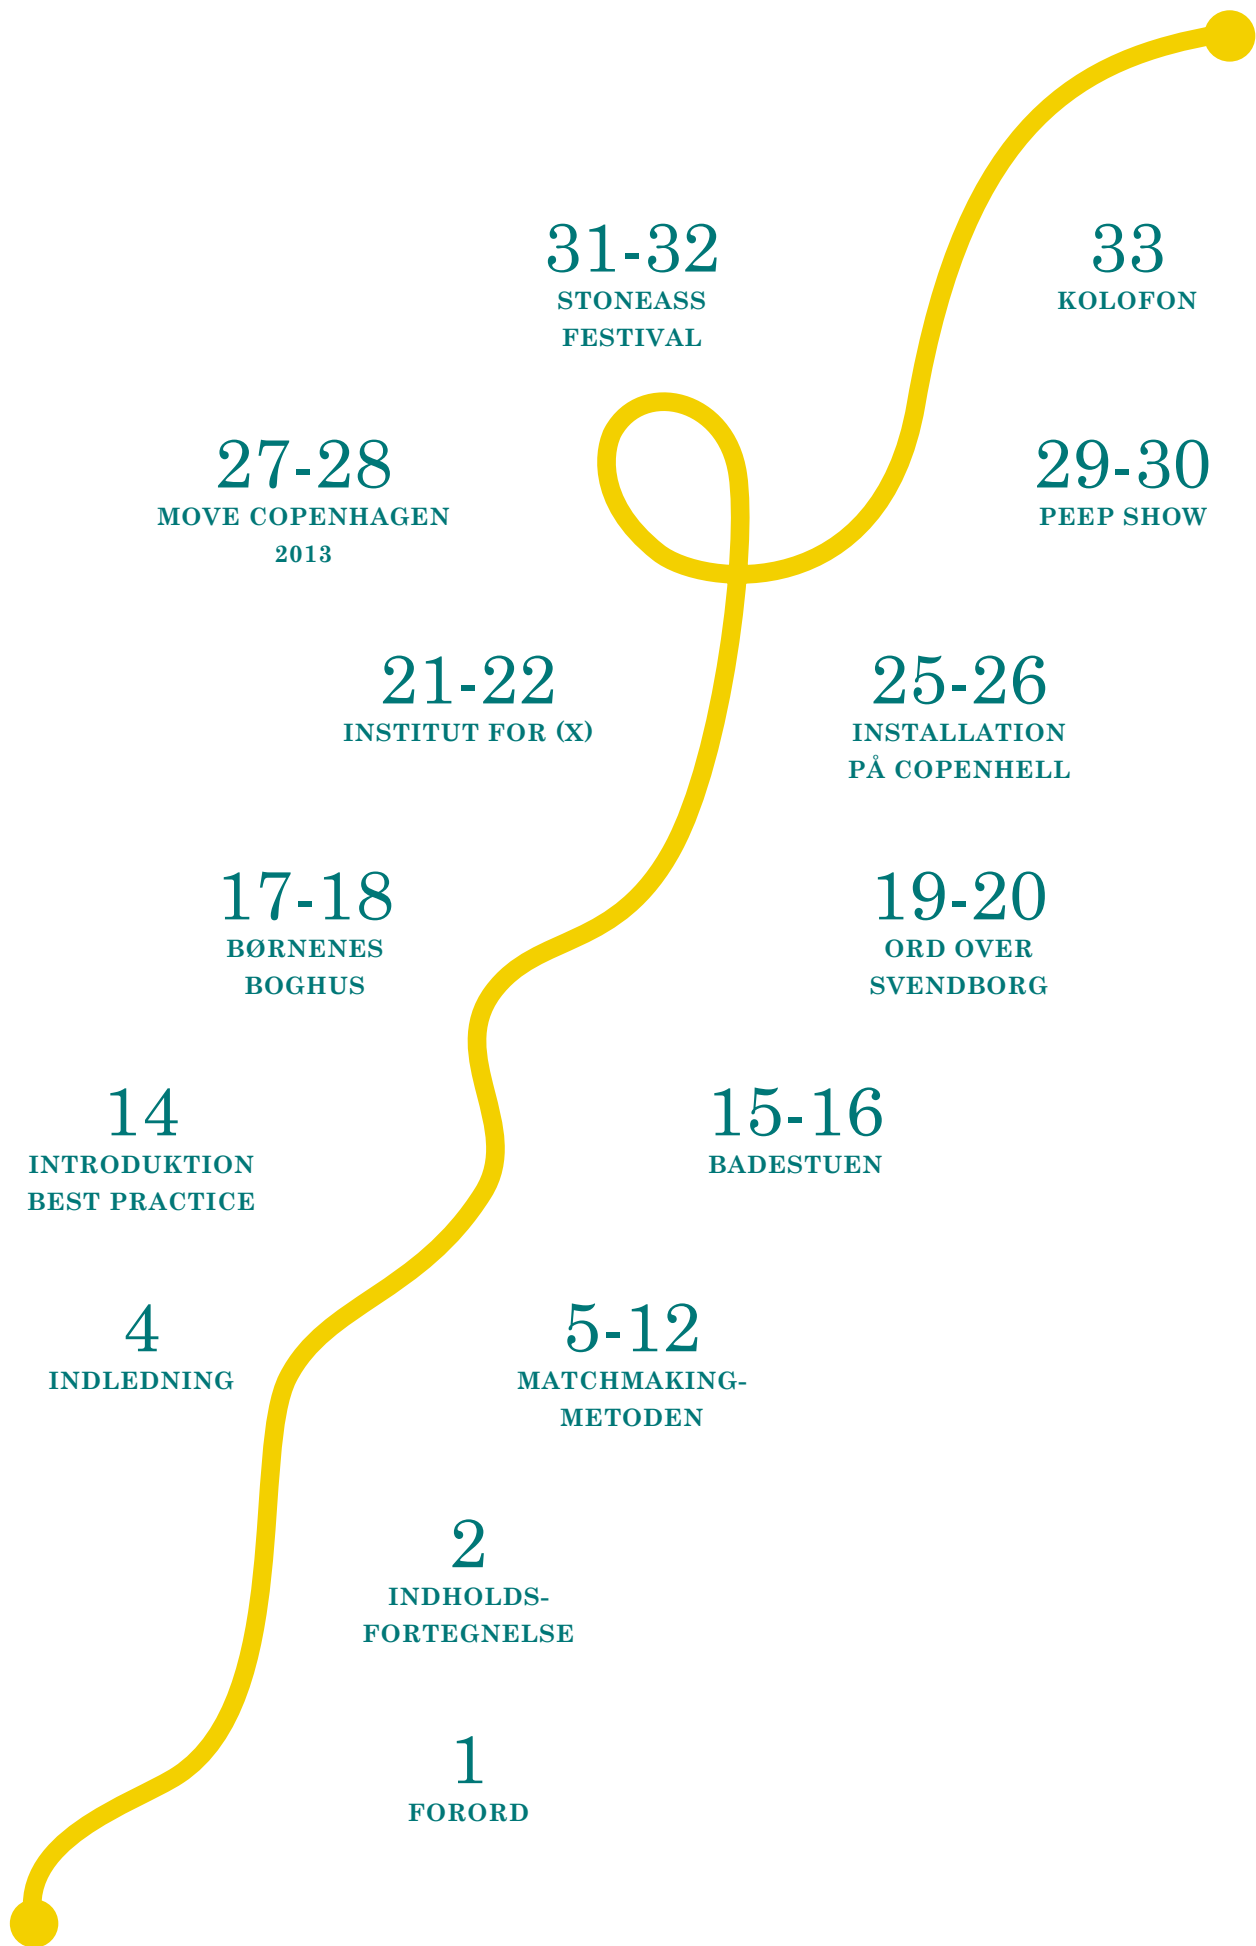 31-32
STONEASS
FESTIVAL
33
KOLOFON
27-28
MOVE COPENHAGEN
2013
29-30
PEEP SHOW
21-22
INSTITUT FOR (X)
25-26
INSTALLATION
PÅ COPENHELL
17-18
BØRNENES
BOGHUS
19-20
ORD OVER
SVENDBORG
14
INTRODUKTION
BEST PRACTICE
15-16
BADESTUEN
4
INDLEDNING
5-12
MATCHMAKING-
METODEN
2
INDHOLDS-
FORTEGNELSE
1
FORORD